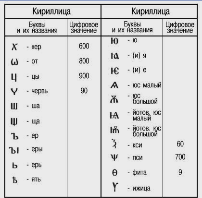 Кириллица Кириллица
Буквы и их названия Цифровое значение Буквы и их названия Цифровое значение
Х - хер 600 Ю - ю
Ѡ - от 800 Ꙗ - (и) я
Ц - цы 900 Ѥ - (и) е
Ч - червь 90 Ѧ - юс малый
Ш - ша Ѫ - юс большой
Щ - ща Ѩ - йотов. юс малый
Ъ - ер Ѭ - йотов. юс большой
ЪІ - еры Ѯ - кси 60
Ь - ерь Ѱ - пси 700
Ѣ - ять Ѳ - фита 9
Ѵ - ижица